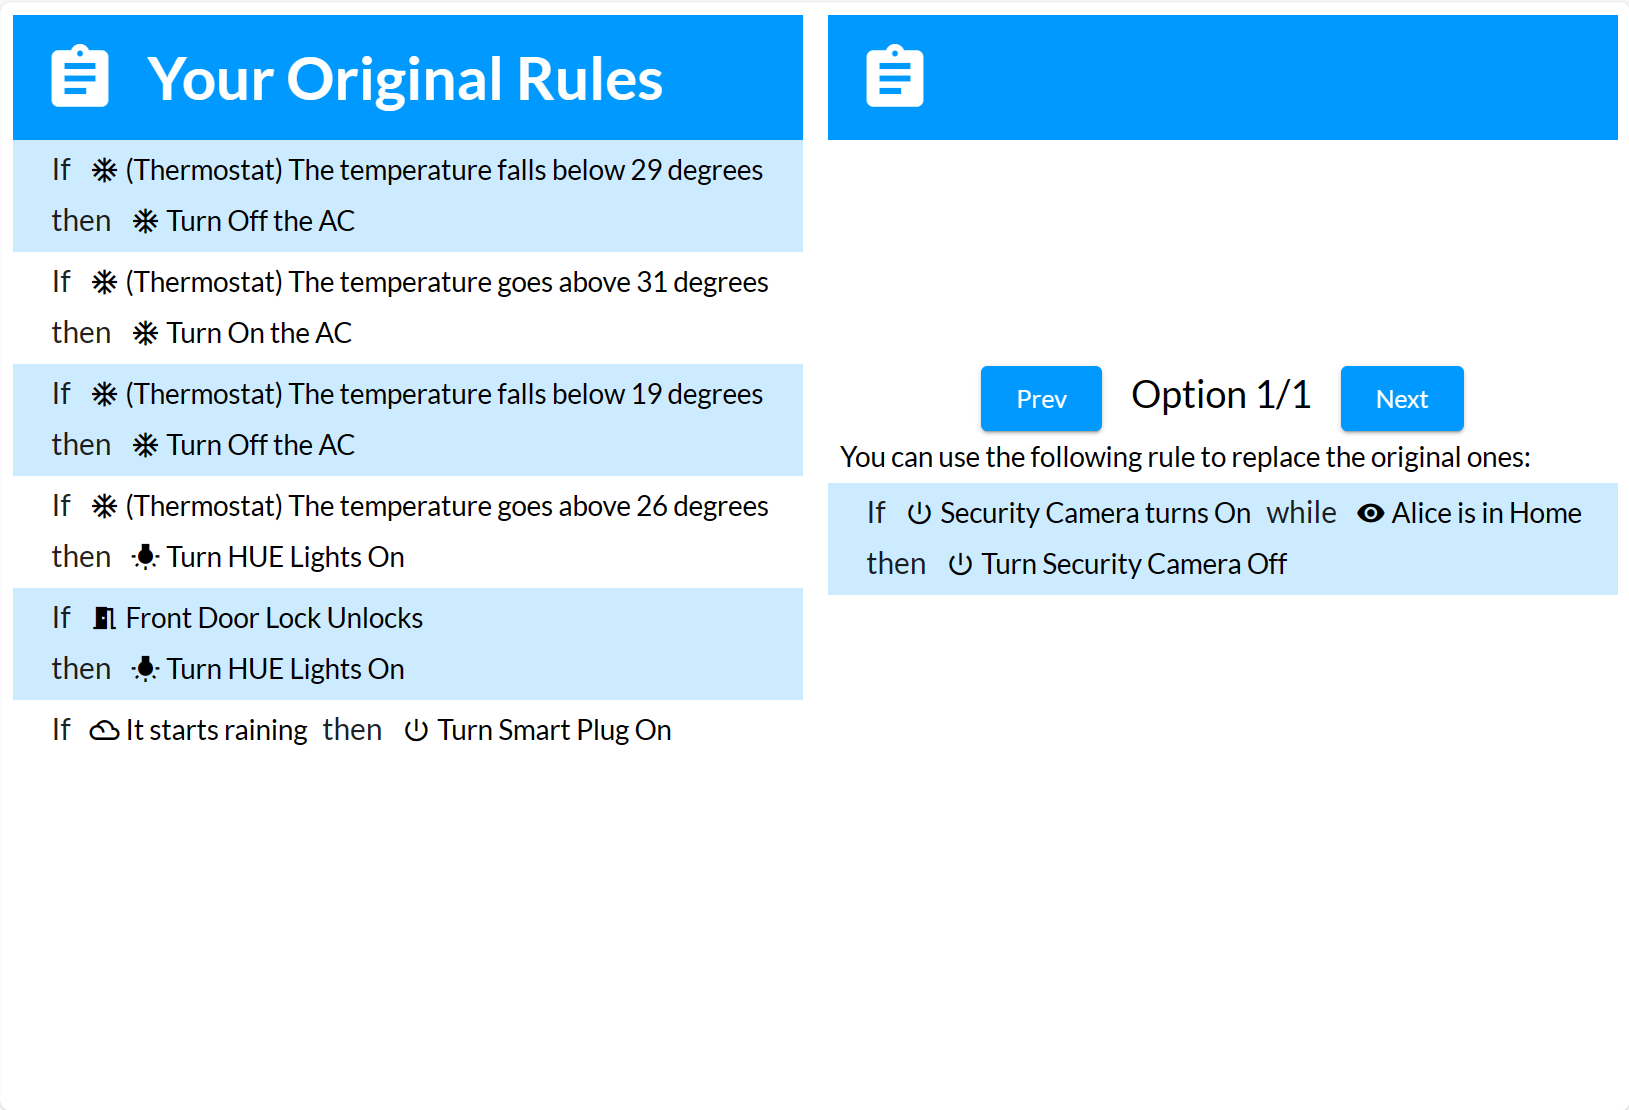 Your Original Rules
If (Thermostat) The temperature falls below 29 degrees
then Turn Off the AC
If (Thermostat) The temperature goes above 31 degrees
then Turn On the AC
If (Thermostat) The temperature falls below 19 degrees
then Turn Off the AC
If (Thermostat) The temperature goes above 26 degrees
then Turn HUE Lights On
If Front Door Lock Unlocks
then Turn HUE Lights On
If It starts raining then Turn Smart Plug On
Prev Option 1/1 Next
You can use the following rule to replace the original ones:
If Security Camera turns On while Alice is in Home
then Turn Security Camera Off